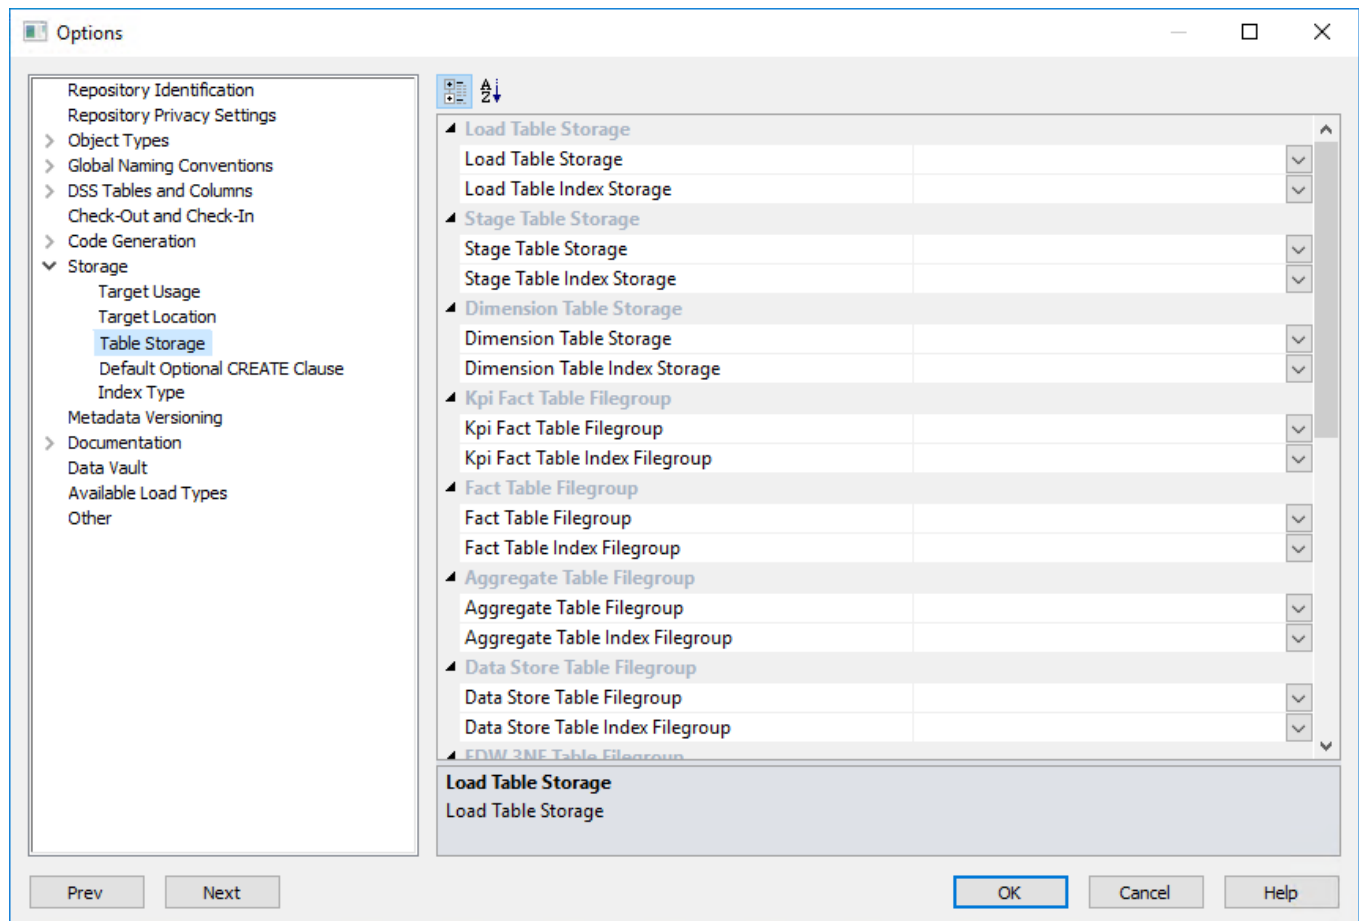 Options
Repository Identification
Repository Privacy Settings
Object Types
Global Naming Conventions
DSS Tables and Columns
Check-Out and Check-In
Code Generation
Storage
Target Usage
Target Location
Table Storage
Default Optional CREATE Clause
Index Type
Metadata Versioning
Documentation
Data Vault
Available Load Types
Other
Load Table Storage
Load Table Storage
Load Table Index Storage
Stage Table Storage
Stage Table Storage
Stage Table Index Storage
Dimension Table Storage
Dimension Table Storage
Dimension Table Index Storage
Kpi Fact Table Filegroup
Kpi Fact Table Filegroup
Kpi Fact Table Index Filegroup
Fact Table Filegroup
Fact Table Filegroup
Fact Table Index Filegroup
Aggregate Table Filegroup
Aggregate Table Filegroup
Aggregate Table Index Filegroup
Data Store Table Filegroup
Data Store Table Filegroup
Data Store Table Index Filegroup
EDW 3NF Table Filegroup
Load Table Storage
Load Table Storage
Prev
Next
OK
Cancel
Help